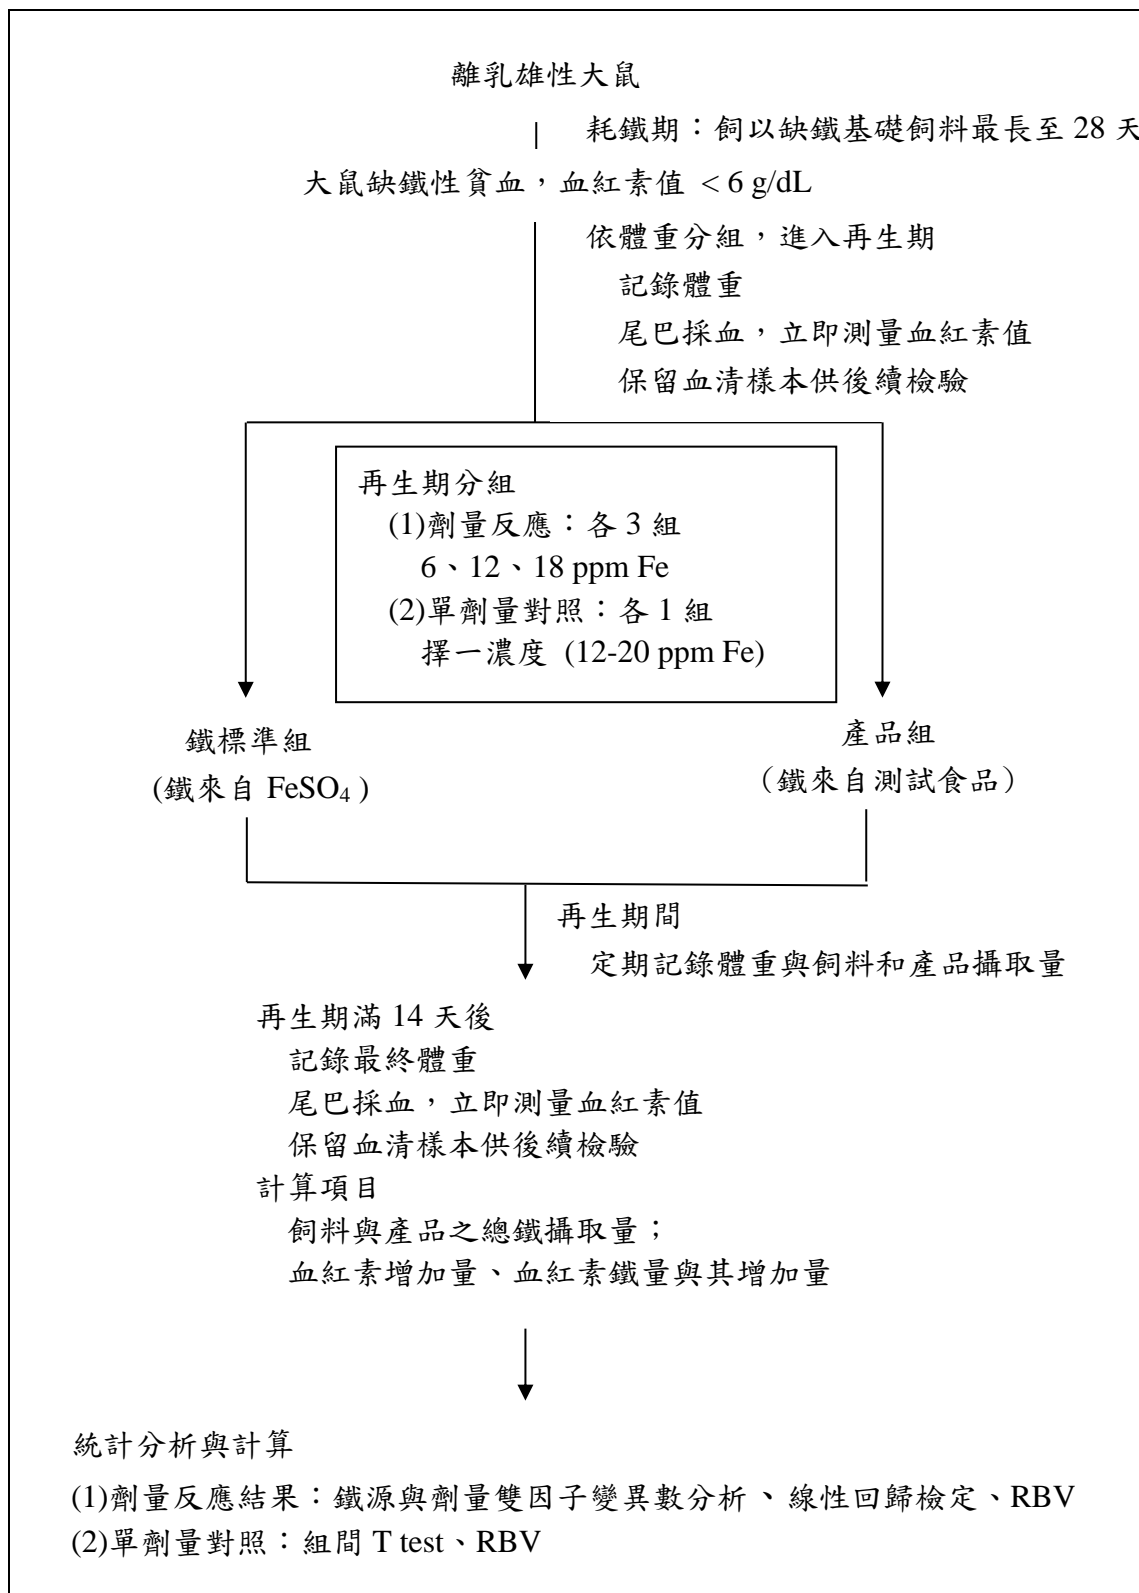 離乳雄性大鼠
耗鐵期：飼以缺鐵基礎飼料最長至 28 天
大鼠缺鐵性貧血，血紅素值 < 6 g/dL
依體重分組，進入再生期
記錄體重
尾巴採血，立即測量血紅素值
保留血清樣本供後續檢驗
再生期分組
(1)劑量反應：各 3 組
6、12、18 ppm Fe
(2)單劑量對照：各 1 組
擇一濃度 (12-20 ppm Fe)
鐵標準組
(鐵來自 FeSO₄ )
產品組
（鐵來自測試食品）
再生期間
定期記錄體重與飼料和產品攝取量
再生期滿 14 天後
記錄最終體重
尾巴採血，立即測量血紅素值
保留血清樣本供後續檢驗
計算項目
飼料與產品之總鐵攝取量；
血紅素增加量、血紅素鐵量與其增加量
統計分析與計算
(1)劑量反應結果：鐵源與劑量雙因子變異數分析、線性回歸檢定、RBV
(2)單劑量對照：組間 T test、RBV